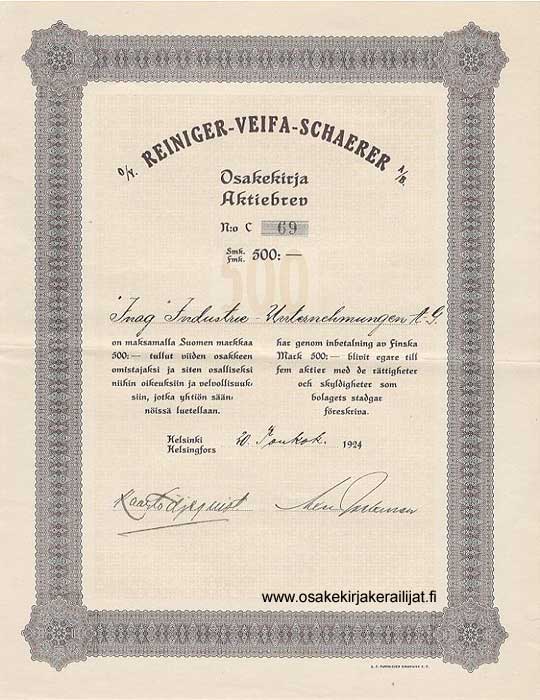 O/Y. REINIGER-VEIFA-SCHAERER A/B.
Osakekirja
Aktiebrev
N:o C 69
Smk. Fmk. 500:—
500
"Inag" Industrie-Unternehmungen A.G.
on maksamalla Suomen markkaa
500:— tullut viiden osakkeen
omistajaksi ja siten osalliseksi
niihin oikeuksiin ja velvollisuuk-
siin, jotka yhtiön sään-
nöissä luetellaan.
har genom inbetalning av Finska
Mark 500:— blivit egare till
fem aktier med de rättigheter
och skyldigheter som
bolagets stadgar
föreskriva.
Helsinki
Helsingfors
20 Toukok. 1924
www.osakekirjakerailijat.fi